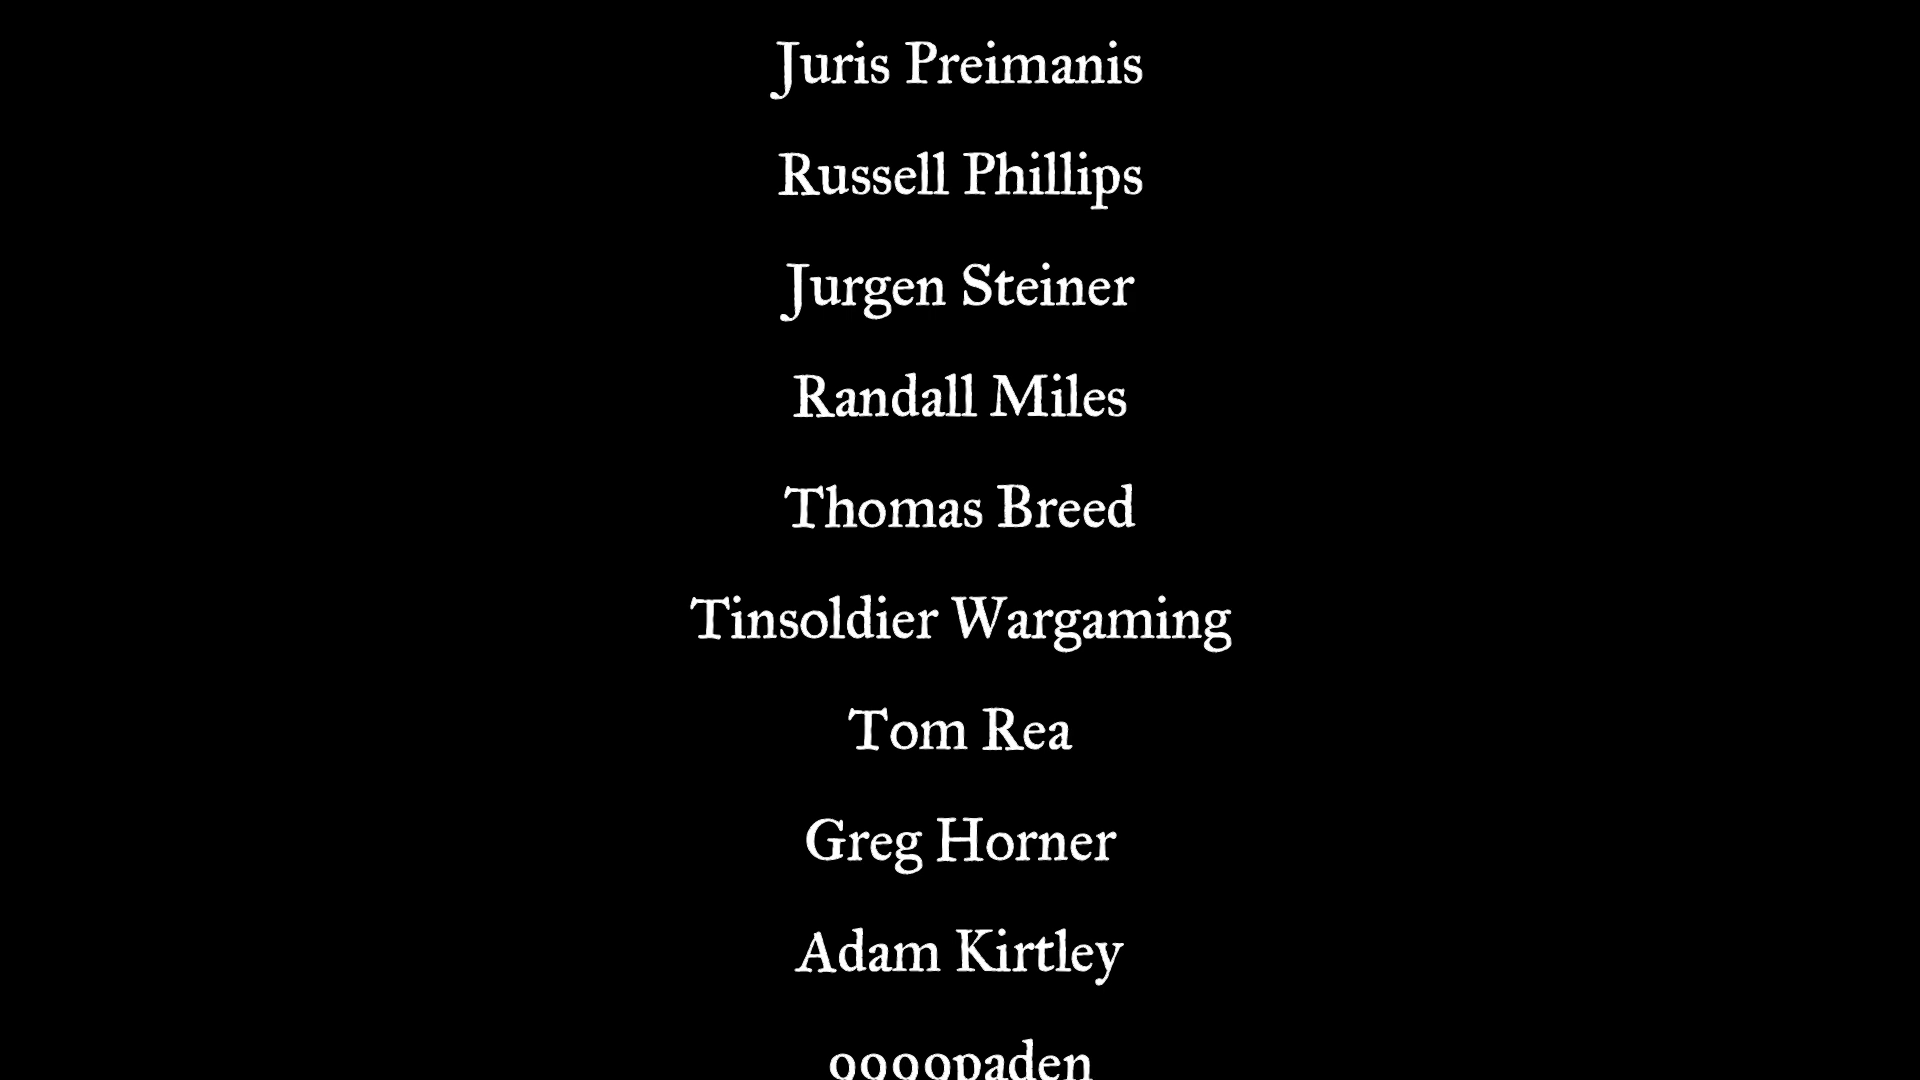 Juris Preimanis
Russell Phillips
Jurgen Steiner
Randall Miles
Thomas Breed
Tinsoldier Wargaming
Tom Rea
Greg Horner
Adam Kirtley